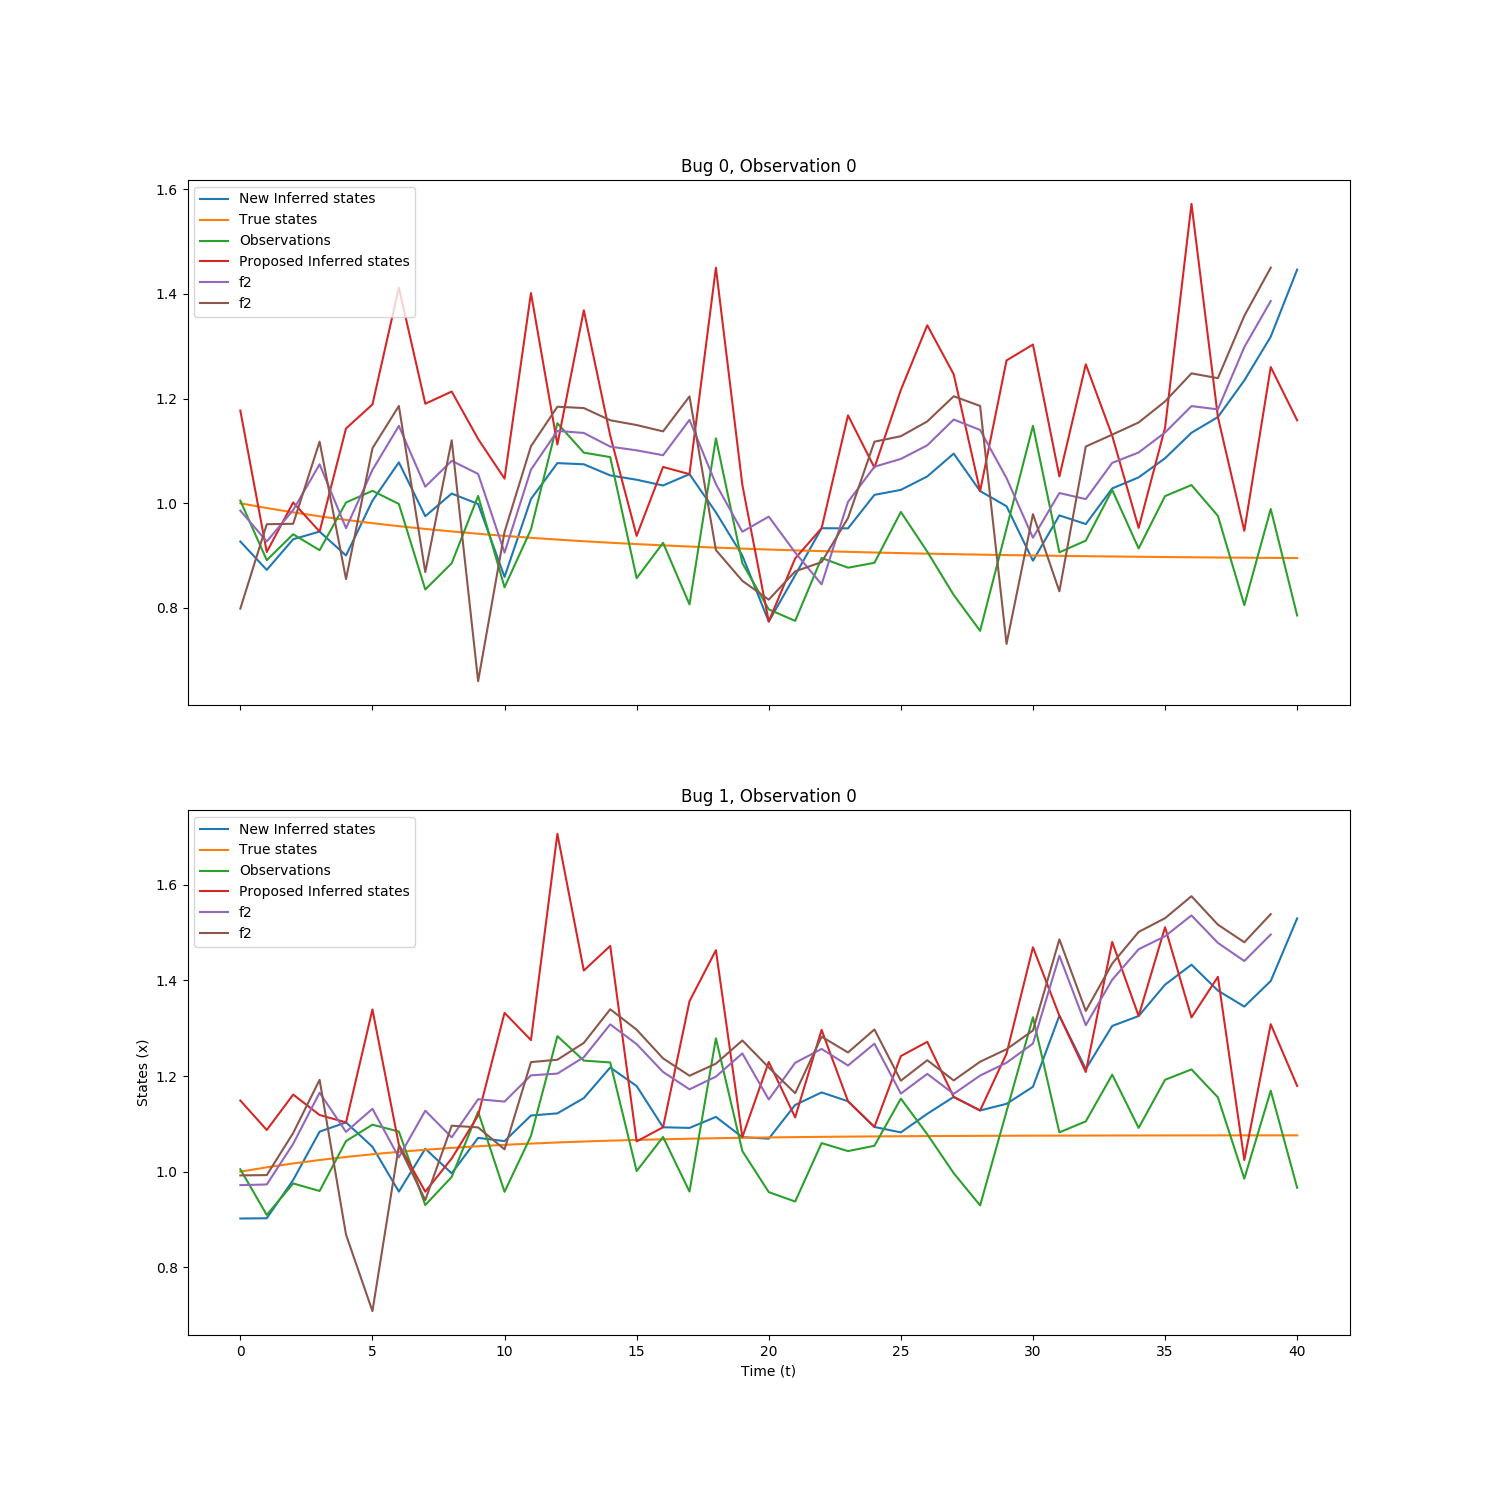 Bug 0, Observation 0
1.6
1.4
1.2
1.0
0.8
New Inferred states
True states
Observations
Proposed Inferred states
f2
f2
Bug 1, Observation 0
States (x)
1.6
1.4
1.2
1.0
0.8
New Inferred states
True states
Observations
Proposed Inferred states
f2
f2
0 5 10 15 20 25 30 35 40
Time (t)